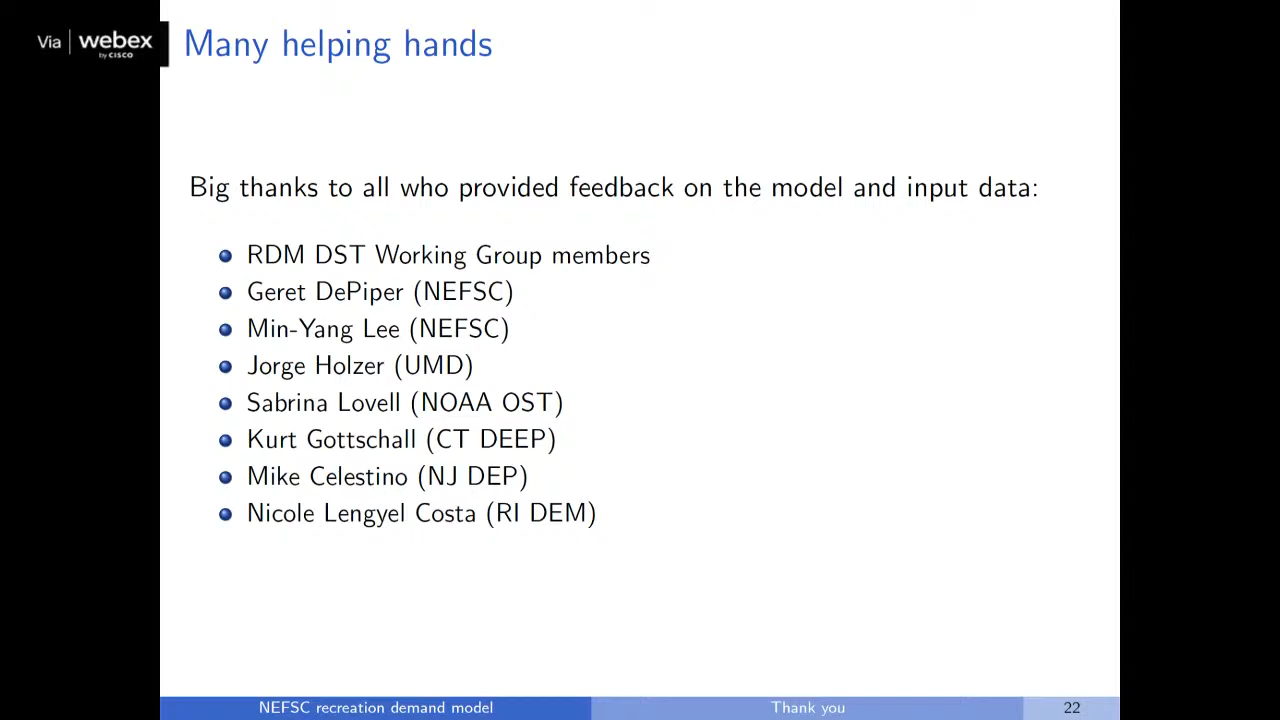 Via webex
by CISCO
Many helping hands
Big thanks to all who provided feedback on the model and input data:
RDM DST Working Group members
Geret DePiper (NEFSC)
Min-Yang Lee (NEFSC)
Jorge Holzer (UMD)
Sabrina Lovell (NOAA OST)
Kurt Gottschall (CT DEEP)
Mike Celestino (NJ DEP)
Nicole Lengyel Costa (RI DEM)
NEFSC recreation demand model
Thank you
22